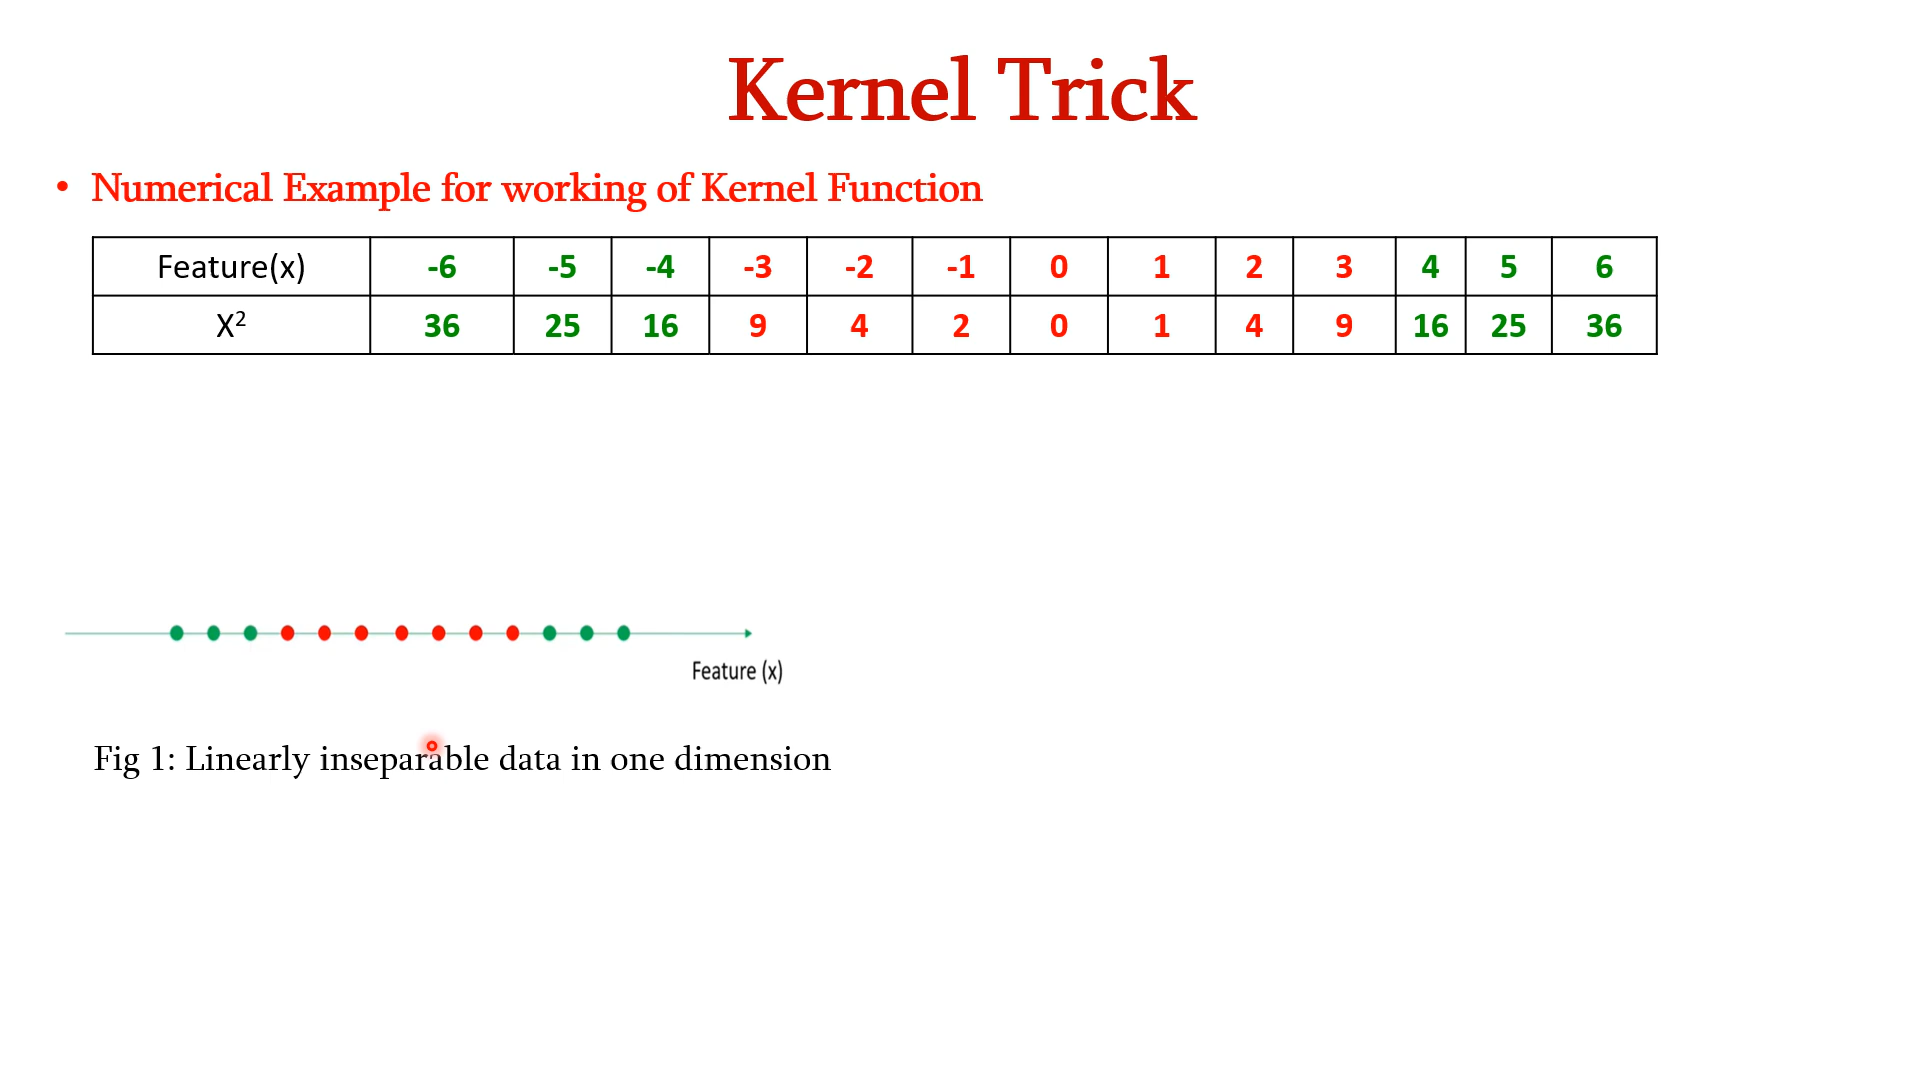 Kernel Trick
• Numerical Example for working of Kernel Function
Feature(x) -6 -5 -4 -3 -2 -1 0 1 2 3 4 5 6
X² 36 25 16 9 4 2 0 1 4 9 16 25 36
Feature (x)
Fig 1: Linearly inseparable data in one dimension